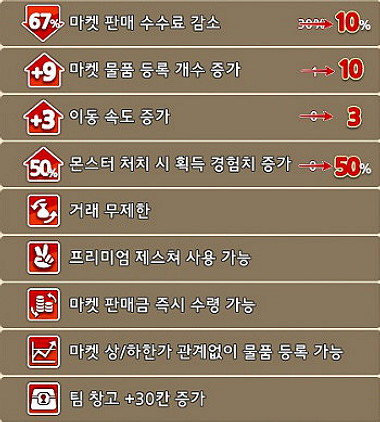 67% 마켓 판매 수수료 감소 30% 10%
+9 마켓 물품 등록 개수 증가 1 10
+3 이동 속도 증가 0 3
50% 몬스터 처치 시 획득 경험치 증가 0 50%
거래 무제한
프리미엄 제스쳐 사용 가능
마켓 판매금 즉시 수령 가능
마켓 상/하한가 관계없이 물품 등록 가능
팀 창고 +30칸 증가